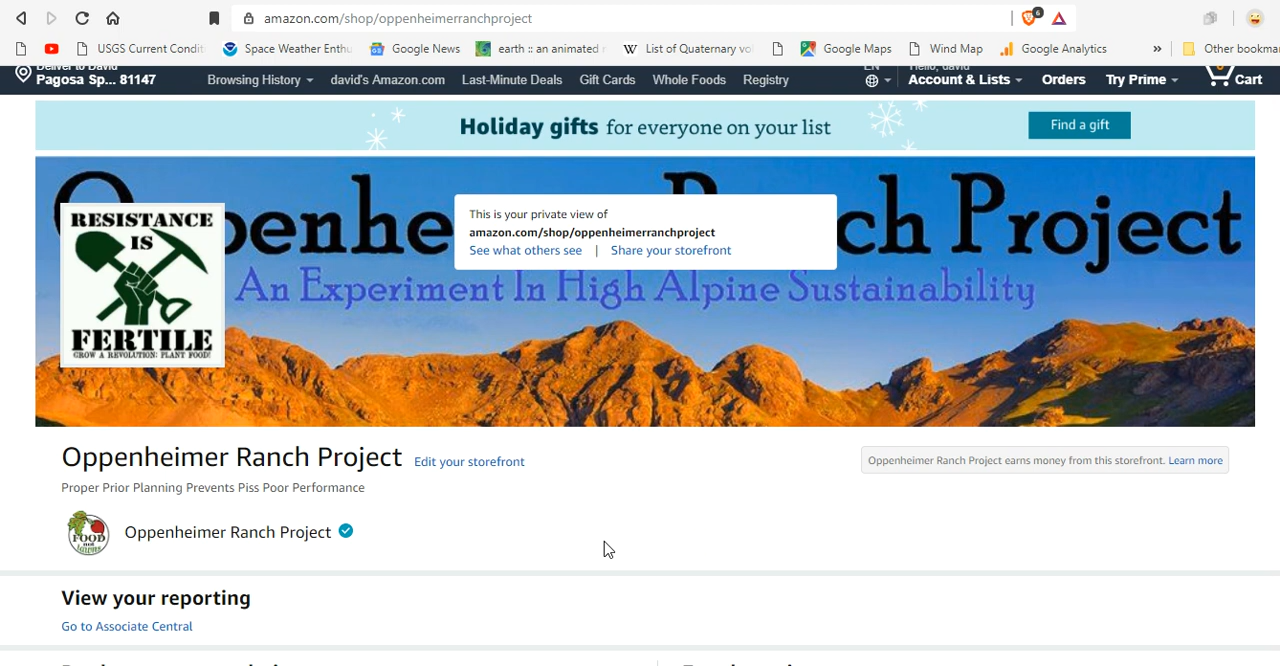 amazon.com/shop/oppenheimerranchproject
6
USGS Current Condit
Space Weather Enthu
Google News
earth :: an animated
W List of Quaternary vo
Google Maps
Wind Map
Google Analytics
»
Other bookma
Deliver to David
Pagosa Sp... 81147
Browsing History
david's Amazon.com
Last-Minute Deals
Gift Cards
Whole Foods
Registry
EN
Hello, david
Account & Lists
Orders
Try Prime
Cart
Holiday gifts for everyone on your list
Find a gift
RESISTANCE
IS
FERTILE
GROW A REVOLUTION: PLANT FOOD!
ch Project
An Experiment In High Alpine Sustainability
This is your private view of
amazon.com/shop/oppenheimerranchproject
See what others see | Share your storefront
Oppenheimer Ranch Project
Edit your storefront
Oppenheimer Ranch Project earns money from this storefront. Learn more
Proper Prior Planning Prevents Piss Poor Performance
FOOD
Oppenheimer Ranch Project
View your reporting
Go to Associate Central